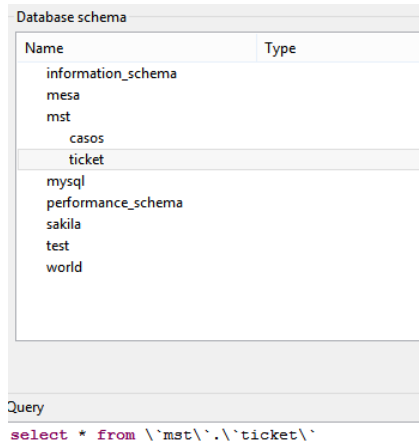 Database schema
Name Type
information_schema
mesa
mst
casos
ticket
mysql
performance_schema
sakila
test
world
Query
select * from \`mst\`.\`ticket\`